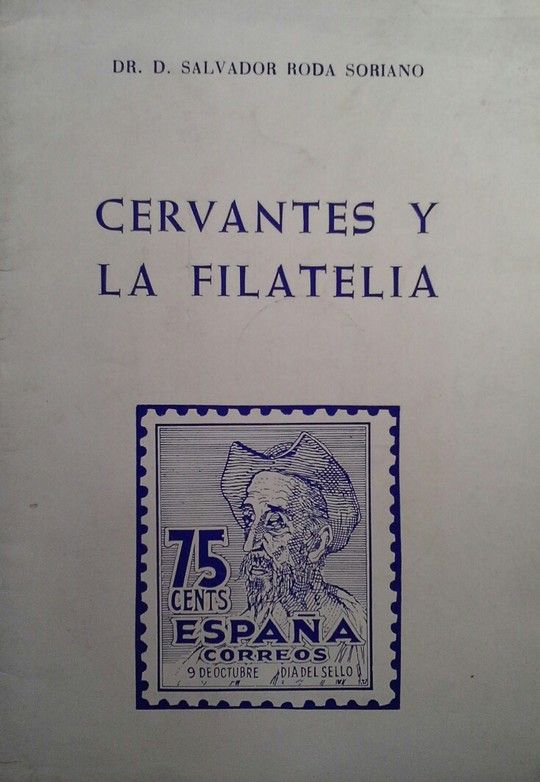 DR. D. SALVADOR RODA SORIANO
CERVANTES Y
LA FILATELIA
75
CENTS
ESPAÑA
CORREOS
9 DE OCTUBRE DIA DEL SELLO